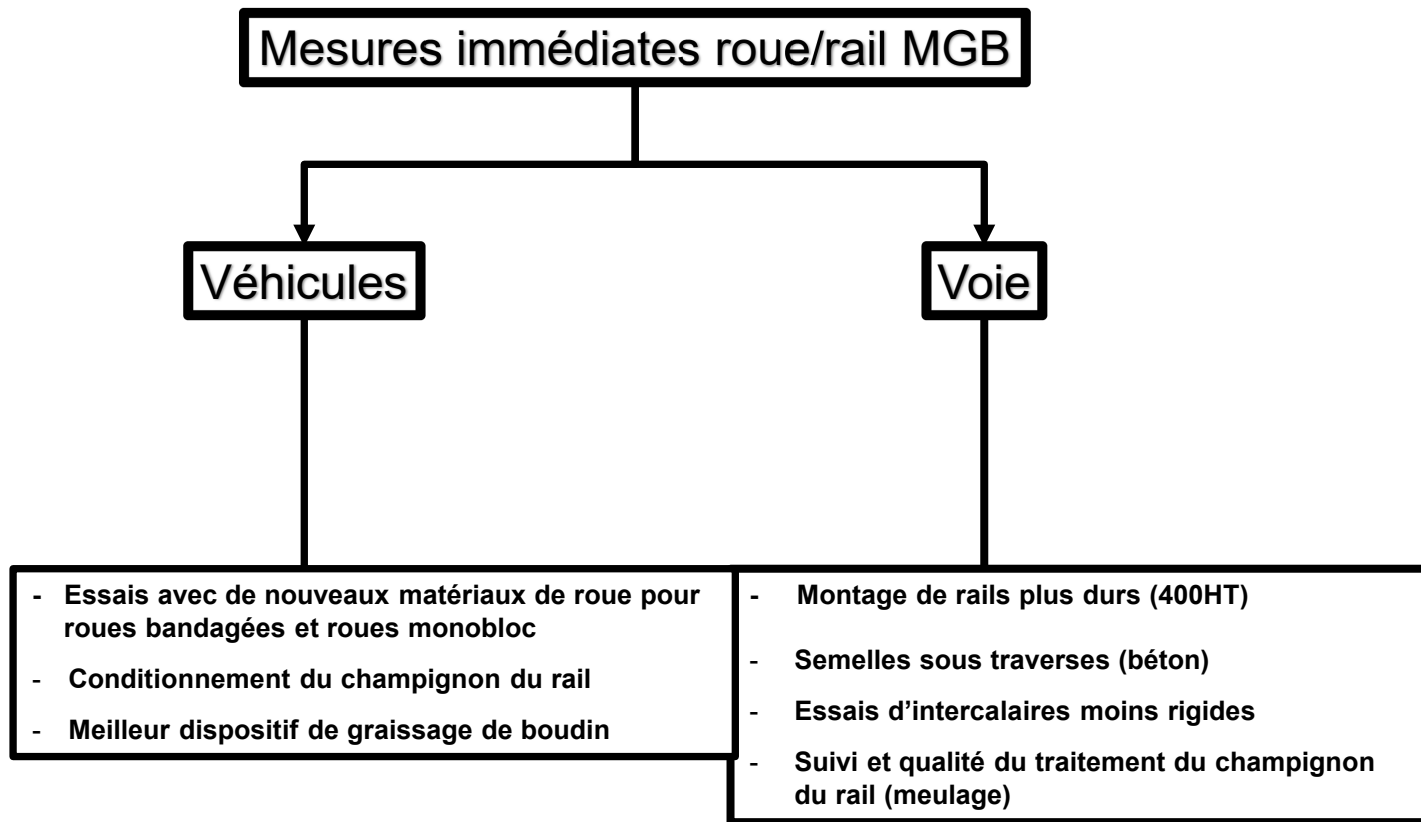 Mesures immédiates roue/rail MGB
Véhicules
Voie
- Essais avec de nouveaux matériaux de roue pour
roues bandagées et roues monobloc
- Conditionnement du champignon du rail
- Meilleur dispositif de graissage de boudin
- Montage de rails plus durs (400HT)
- Semelles sous traverses (béton)
- Essais d’intercalaires moins rigides
- Suivi et qualité du traitement du champignon
du rail (meulage)